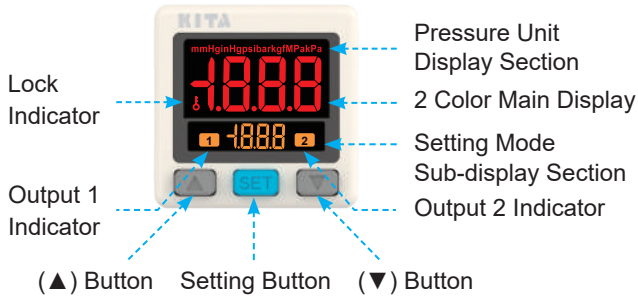 KITA
mmHginHgpsibarkgfMPakPa
-1.8.8.8
1
-1.8.8.8
2
SET
Pressure Unit
Display Section
2 Color Main Display
Setting Mode
Sub-display Section
Output 2 Indicator
Lock
Indicator
Output 1
Indicator
(▲) Button
Setting Button
(▼) Button